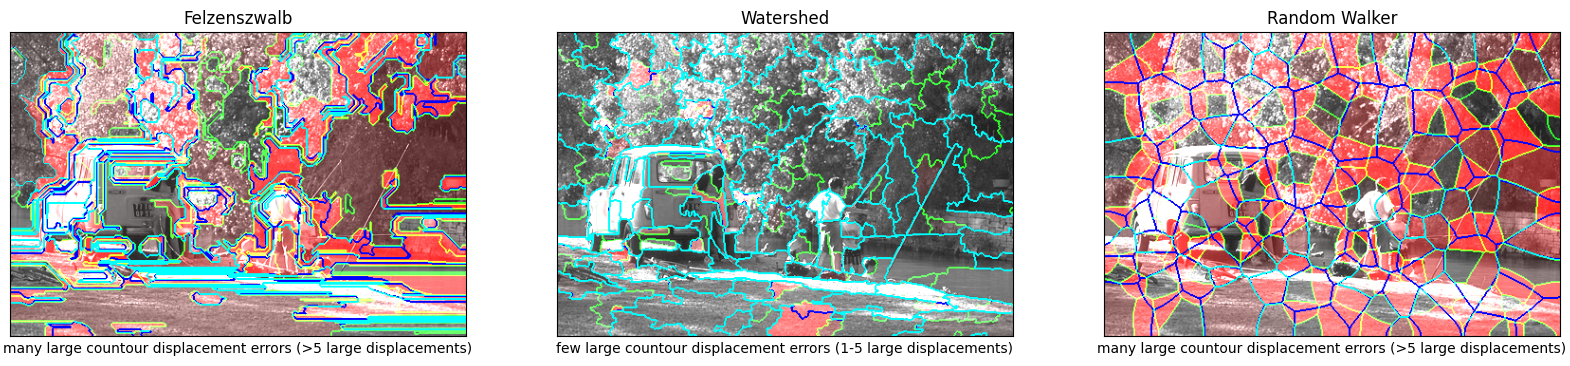 Felzenszwalb
Watershed
Random Walker
many large countour displacement errors (>5 large displacements)
few large countour displacement errors (1-5 large displacements)
many large countour displacement errors (>5 large displacements)